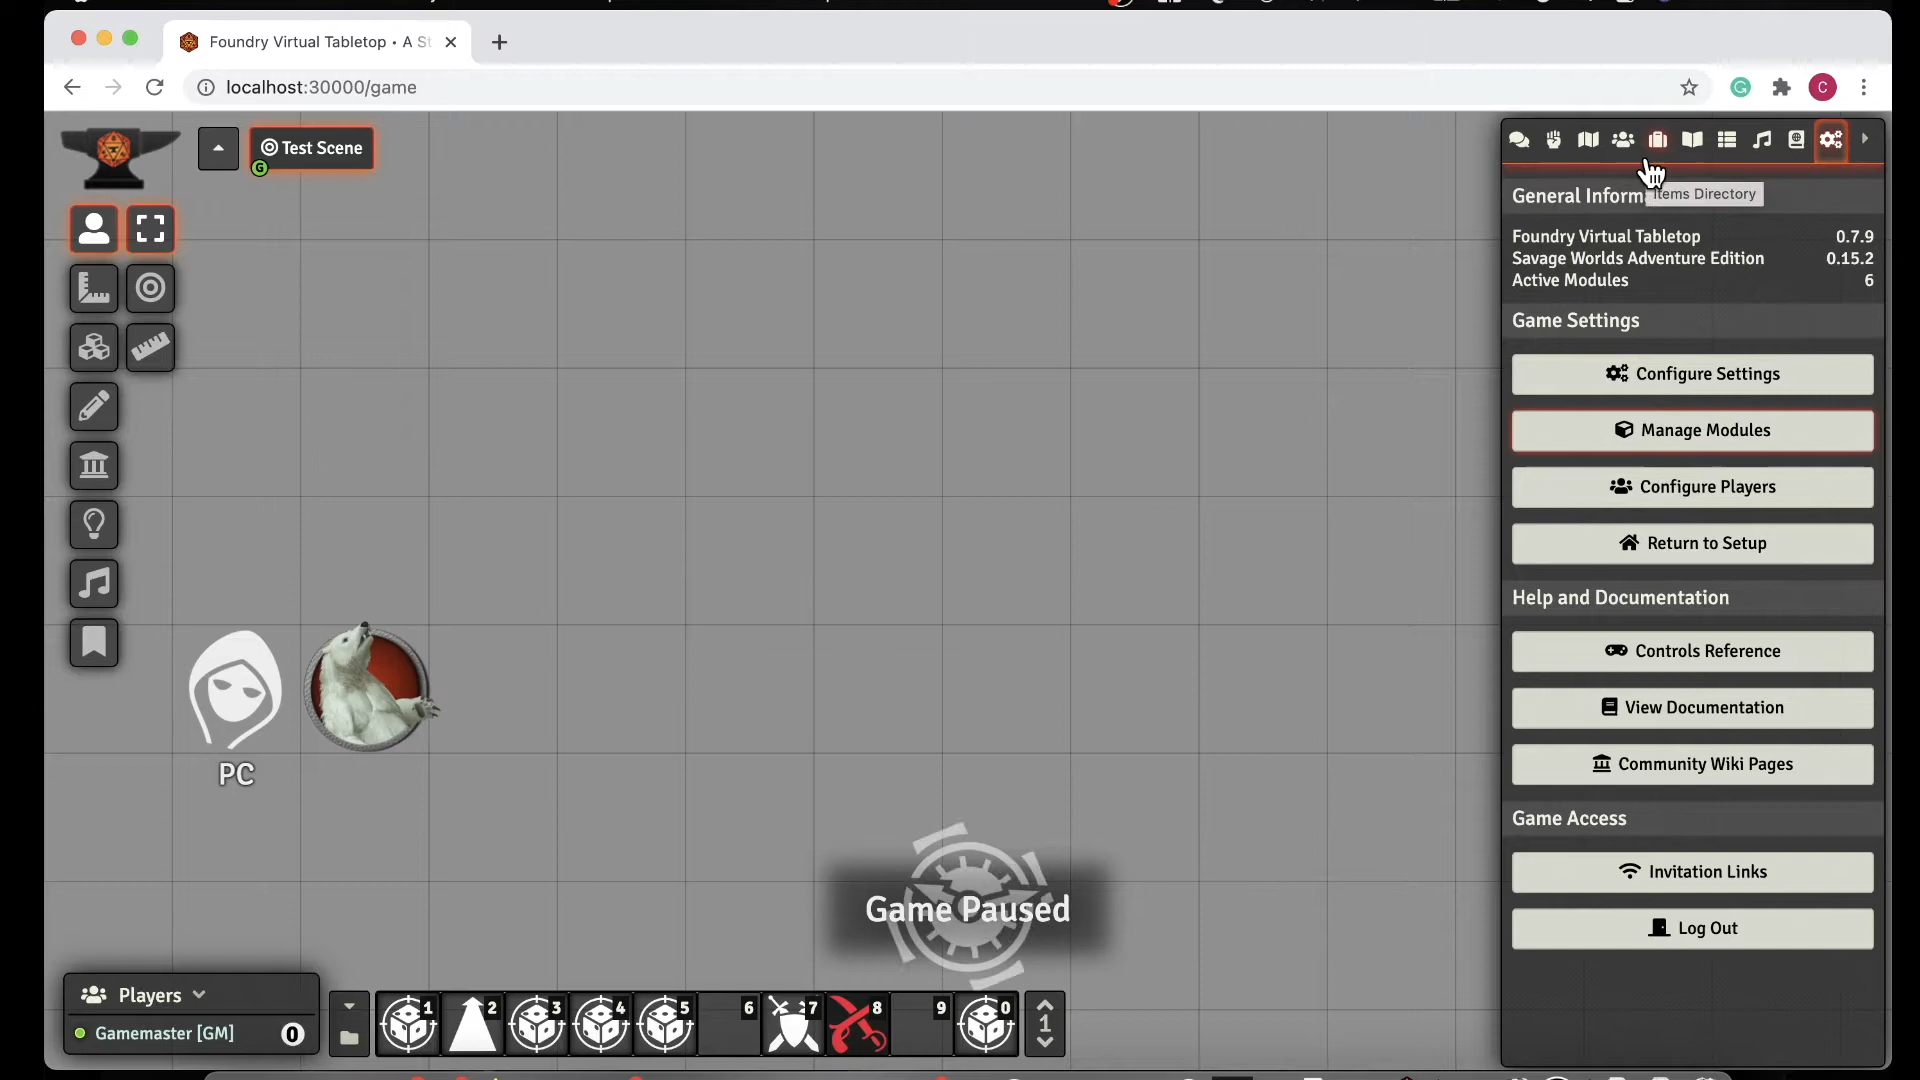 Foundry Virtual Tabletop • A St
localhost:30000/game
Test Scene
G
C
General Inform
Items Directory
Foundry Virtual Tabletop 0.7.9
Savage Worlds Adventure Edition 0.15.2
Active Modules 6
Game Settings
Configure Settings
Manage Modules
Configure Players
Return to Setup
Help and Documentation
Controls Reference
View Documentation
Community Wiki Pages
Game Access
Invitation Links
Log Out
PC
Game Paused
Players
Gamemaster [GM] 0
1 2 3 4 5 6 7 8 9 0
1